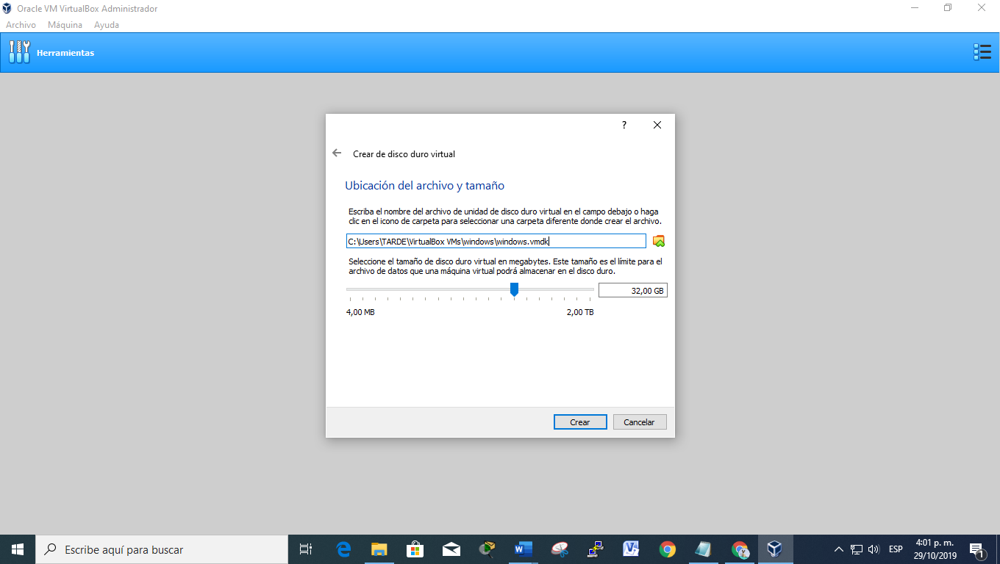 Oracle VM VirtualBox Administrador
Archivo Máquina Ayuda
Herramientas
?
Crear de disco duro virtual
Ubicación del archivo y tamaño
Escriba el nombre del archivo de unidad de disco duro virtual en el campo debajo o haga
clic en el icono de carpeta para seleccionar una carpeta diferente donde crear el archivo.
C:\Users\TARDE\VirtualBox VMs\windows\windows.vmdk
Seleccione el tamaño de disco duro virtual en megabytes. Este tamaño es el límite para el
archivo de datos que una máquina virtual podrá almacenar en el disco duro.
32,00 GB
4,00 MB 2,00 TB
Crear Cancelar
Escribe aquí para buscar
ESP
4:01 p. m.
29/10/2019
1